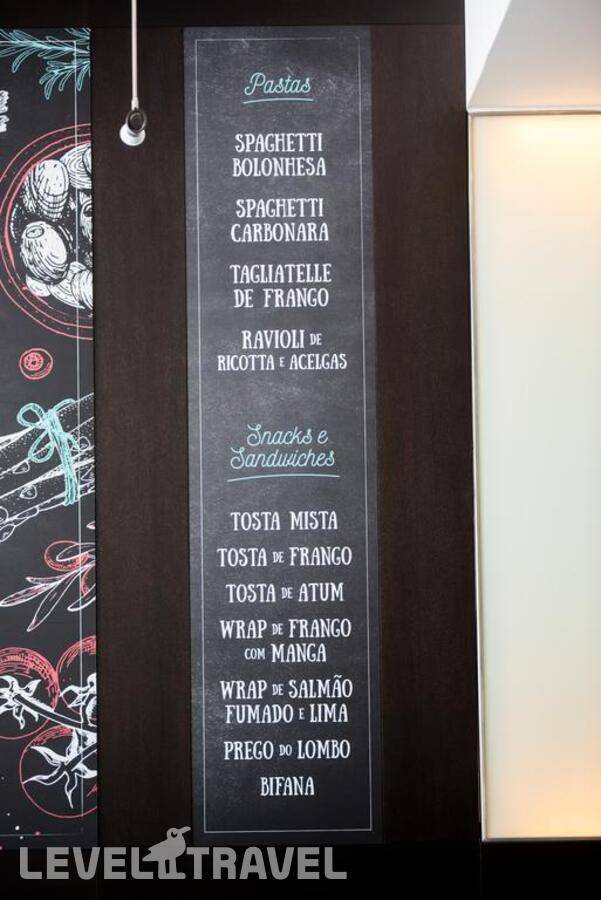 Pastas
SPAGHETTI
BOLONHESA
SPAGHETTI
CARBONARA
TAGLIATELLE
DE FRANGO
RAVIOLI DE
RICOTTA E ACELGAS
Snacks e
Sandwiches
TOSTA MISTA
TOSTA DE FRANGO
TOSTA DE ATUM
WRAP DE FRANGO
COM MANGA
WRAP DE SALMÃO
FUMADO E LIMA
PREGO DO LOMBO
BIFANA
LEVEL TRAVEL